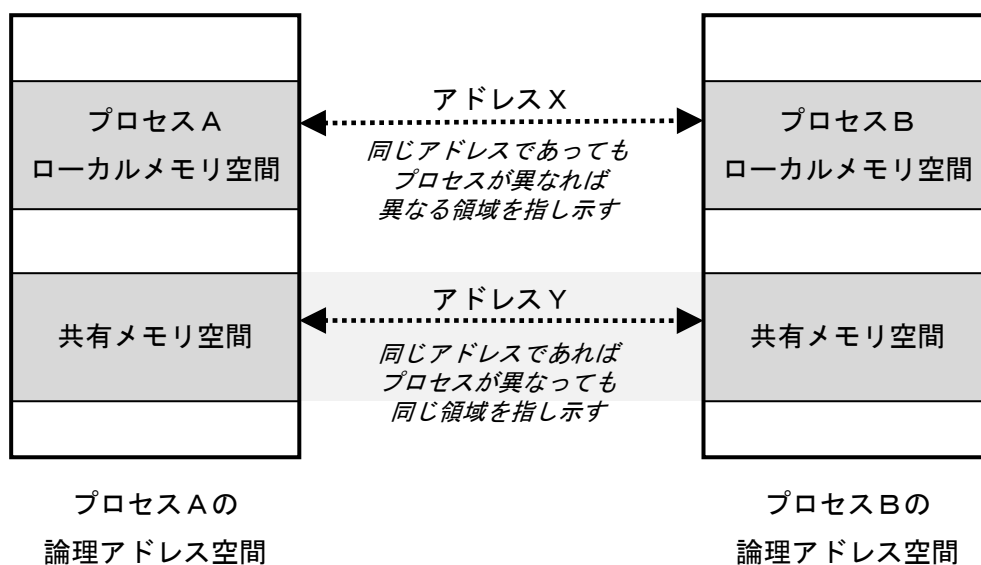 プロセスA
ローカルメモリ空間
アドレスX
同じアドレスであっても
プロセスが異なれば
異なる領域を指し示す
プロセスB
ローカルメモリ空間
共有メモリ空間
アドレスY
同じアドレスであれば
プロセスが異なっても
同じ領域を指し示す
共有メモリ空間
プロセスAの
論理アドレス空間
プロセスBの
論理アドレス空間